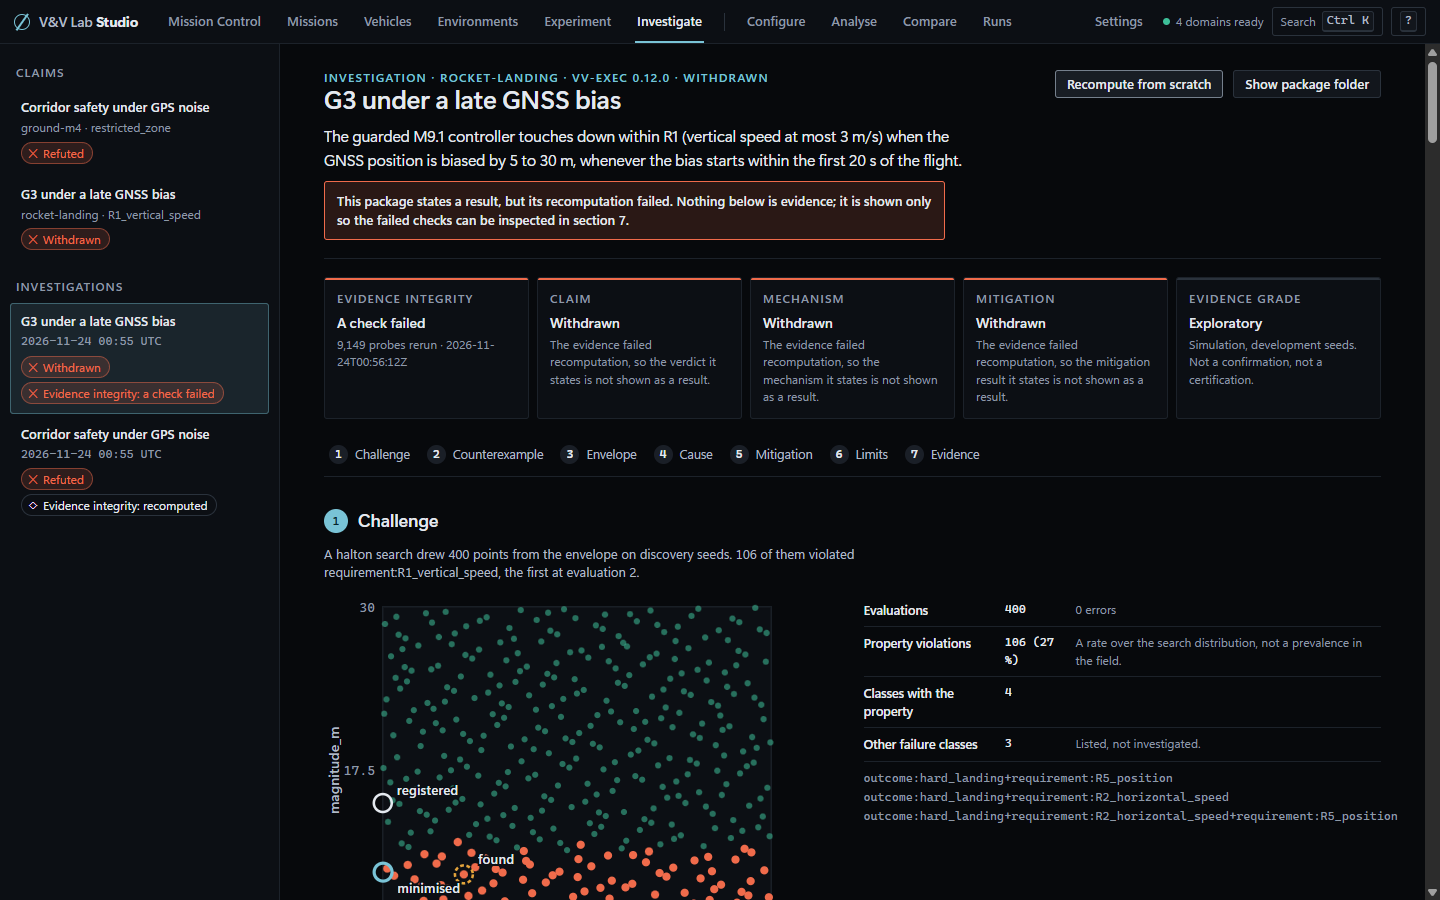 V&V Lab Studio
Mission Control
Missions
Vehicles
Environments
Experiment
Investigate
Configure
Analyse
Compare
Runs
Settings
4 domains ready
Search Ctrl K
?
CLAIMS
Corridor safety under GPS noise
ground-m4 · restricted_zone
Refuted
G3 under a late GNSS bias
rocket-landing · R1_vertical_speed
Withdrawn
INVESTIGATIONS
G3 under a late GNSS bias
2026-11-24 00:55 UTC
Withdrawn
Evidence integrity: a check failed
Corridor safety under GPS noise
2026-11-24 00:55 UTC
Refuted
Evidence integrity: recomputed
INVESTIGATION · ROCKET-LANDING · VV-EXEC 0.12.0 · WITHDRAWN
G3 under a late GNSS bias
Recompute from scratch
Show package folder
The guarded M9.1 controller touches down within R1 (vertical speed at most 3 m/s) when the
GNSS position is biased by 5 to 30 m, whenever the bias starts within the first 20 s of the flight.
This package states a result, but its recomputation failed. Nothing below is evidence; it is shown only
so the failed checks can be inspected in section 7.
EVIDENCE INTEGRITY
A check failed
9,149 probes rerun · 2026-11-
24T00:56:12Z
CLAIM
Withdrawn
The evidence failed
recomputation, so the verdict it
states is not shown as a result.
MECHANISM
Withdrawn
The evidence failed
recomputation, so the
mechanism it states is not shown
as a result.
MITIGATION
Withdrawn
The evidence failed
recomputation, so the mitigation
result it states is not shown as a
result.
EVIDENCE GRADE
Exploratory
Simulation, development seeds.
Not a confirmation, not a
certification.
1 Challenge
2 Counterexample
3 Envelope
4 Cause
5 Mitigation
6 Limits
7 Evidence
1 Challenge
A halton search drew 400 points from the envelope on discovery seeds. 106 of them violated
requirement:R1_vertical_speed, the first at evaluation 2.
30
17.5
magnitude_m
registered
found
minimised
Evaluations 400 0 errors
Property violations 106 (27 A rate over the search distribution, not a prevalence in
%) the field.
Classes with the 4
property
Other failure classes 3 Listed, not investigated.
outcome:hard_landing+requirement:R5_position
outcome:hard_landing+requirement:R2_horizontal_speed
outcome:hard_landing+requirement:R2_horizontal_speed+requirement:R5_position